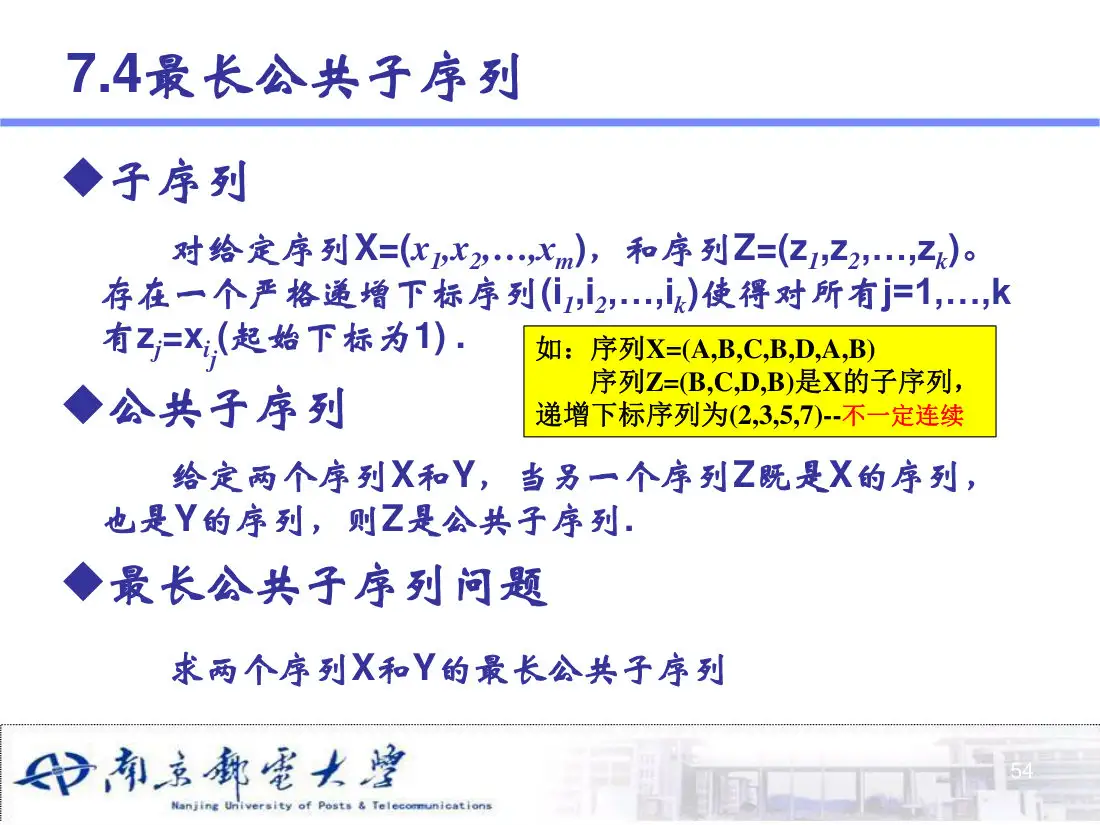 7.4最长公共子序列
◆子序列
对给定序列X=(x1,x2,…,xm)，和序列Z=(z1,z2,…,zk)。
存在一个严格递增下标序列(i1,i2,…,ik)使得对所有j=1,…,k
有zj=xij(起始下标为1) .
如：序列X=(A,B,C,B,D,A,B)
序列Z=(B,C,D,B)是X的子序列，
递增下标序列为(2,3,5,7)--不一定连续
◆公共子序列
给定两个序列X和Y，当另一个序列Z既是X的序列，
也是Y的序列，则Z是公共子序列.
◆最长公共子序列问题
求两个序列X和Y的最长公共子序列
南京邮電大学
Nanjing University of Posts & Telecommunications
54